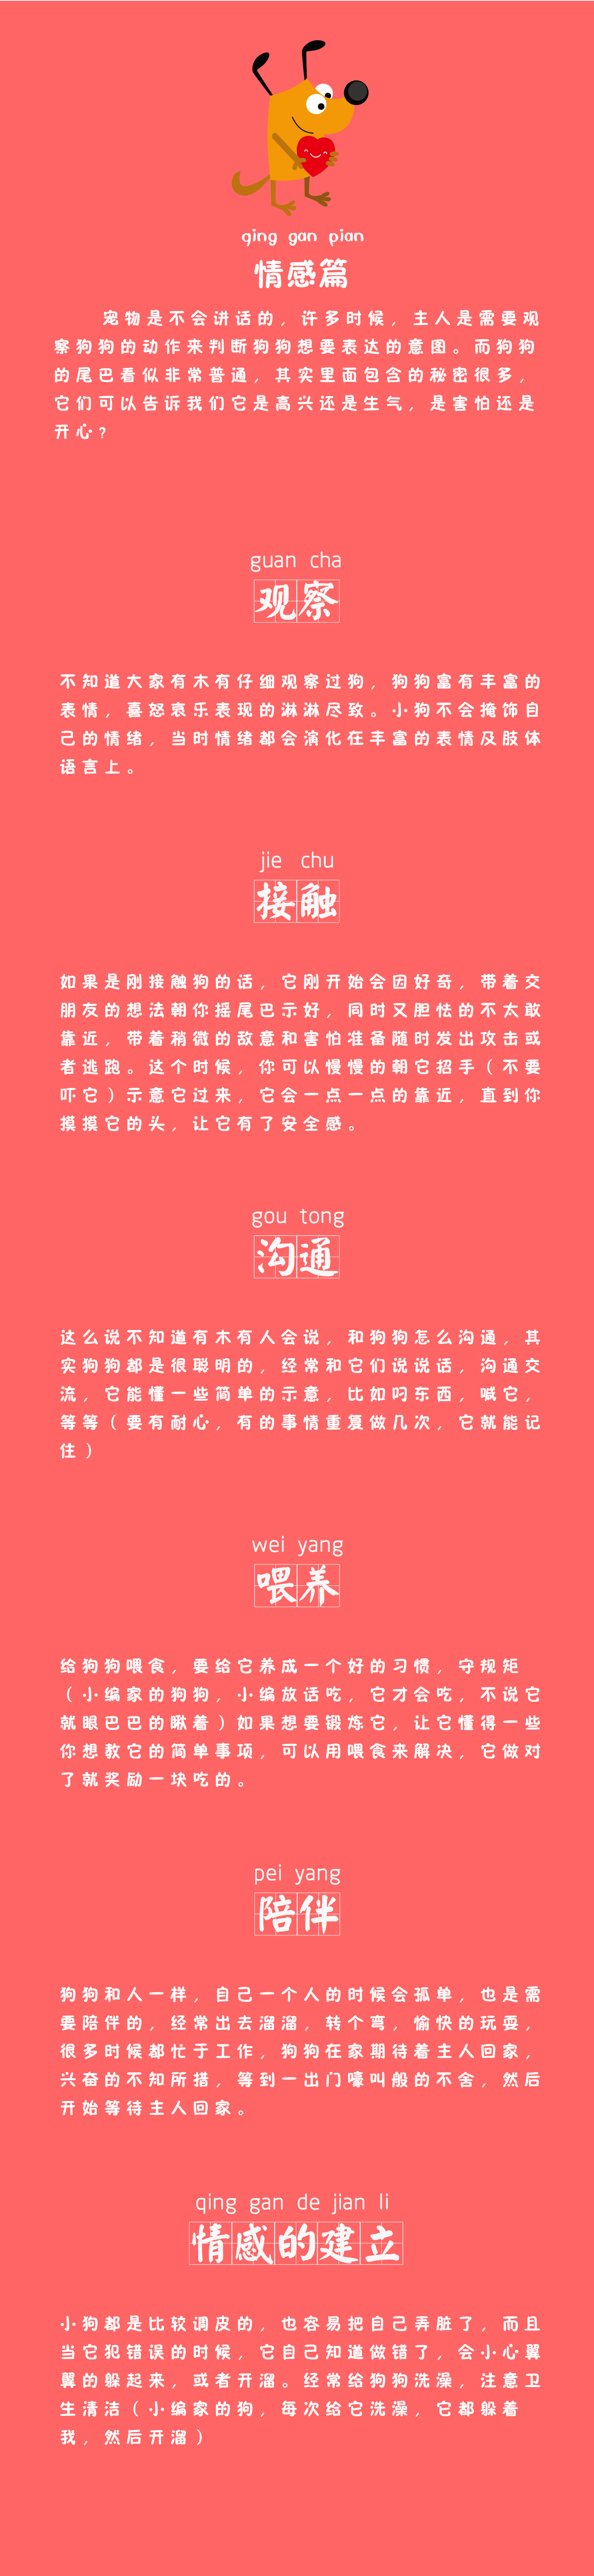 qing gan pian
情感篇
宠物是不会讲话的，许多时候，主人是需要观
察狗狗的动作来判断狗狗想要表达的意图。而狗狗
的尾巴看似非常普通，其实里面包含的秘密很多，
它们可以告诉我们它是高兴还是生气，是害怕还是
开心？
guan cha
观察
不知道大家有木有仔细观察过狗，狗狗富有丰富的
表情，喜怒哀乐表现的淋淋尽致。小狗不会掩饰自
己的情绪，当时情绪都会演化在丰富的表情及肢体
语言上。
jie chu
接触
如果是刚接触狗的话，它刚开始会因好奇，带着交
朋友的想法朝你摇尾巴示好，同时又胆怯的不太敢
靠近，带着稍微的敌意和害怕准备随时发出攻击或
者逃跑。这个时候，你可以慢慢的朝它招手（不要
吓它）示意它过来，它会一点一点的靠近，直到你
摸摸它的头，让它有了安全感。
gou tong
沟通
这么说不知道有木有人会说，和狗狗怎么沟通，其
实狗狗都是很聪明的，经常和它们说说话，沟通交
流，它能懂一些简单的示意，比如叼东西，喊它，
等等（要有耐心，有的事情重复做几次，它就能记
住）
wei yang
喂养
给狗狗喂食，要给它养成一个好的习惯，守规矩
（小编家的狗狗，小编放话吃，它才会吃，不说它
就眼巴巴的瞅着）如果想要锻炼它，让它懂得一些
你想教它的简单事项，可以用喂食来解决，它做对
了就奖励一块吃的。
pei yang
陪伴
狗狗和人一样，自己一个人的时候会孤单，也是需
要陪伴的，经常出去溜溜，转个弯，愉快的玩耍，
很多时候都忙于工作，狗狗在家期待着主人回家，
兴奋的不知所措，等到一出门嚎叫般的不舍，然后
开始等待主人回家。
qing gan de jian li
情感的建立
小狗都是比较调皮的，也容易把自己弄脏了，而且
当它犯错误的时候，它自己知道做错了，会小心翼
翼的躲起来，或者开溜。经常给狗狗洗澡，注意卫
生清洁（小编家的狗，每次给它洗澡，它都躲着
我，然后开溜）